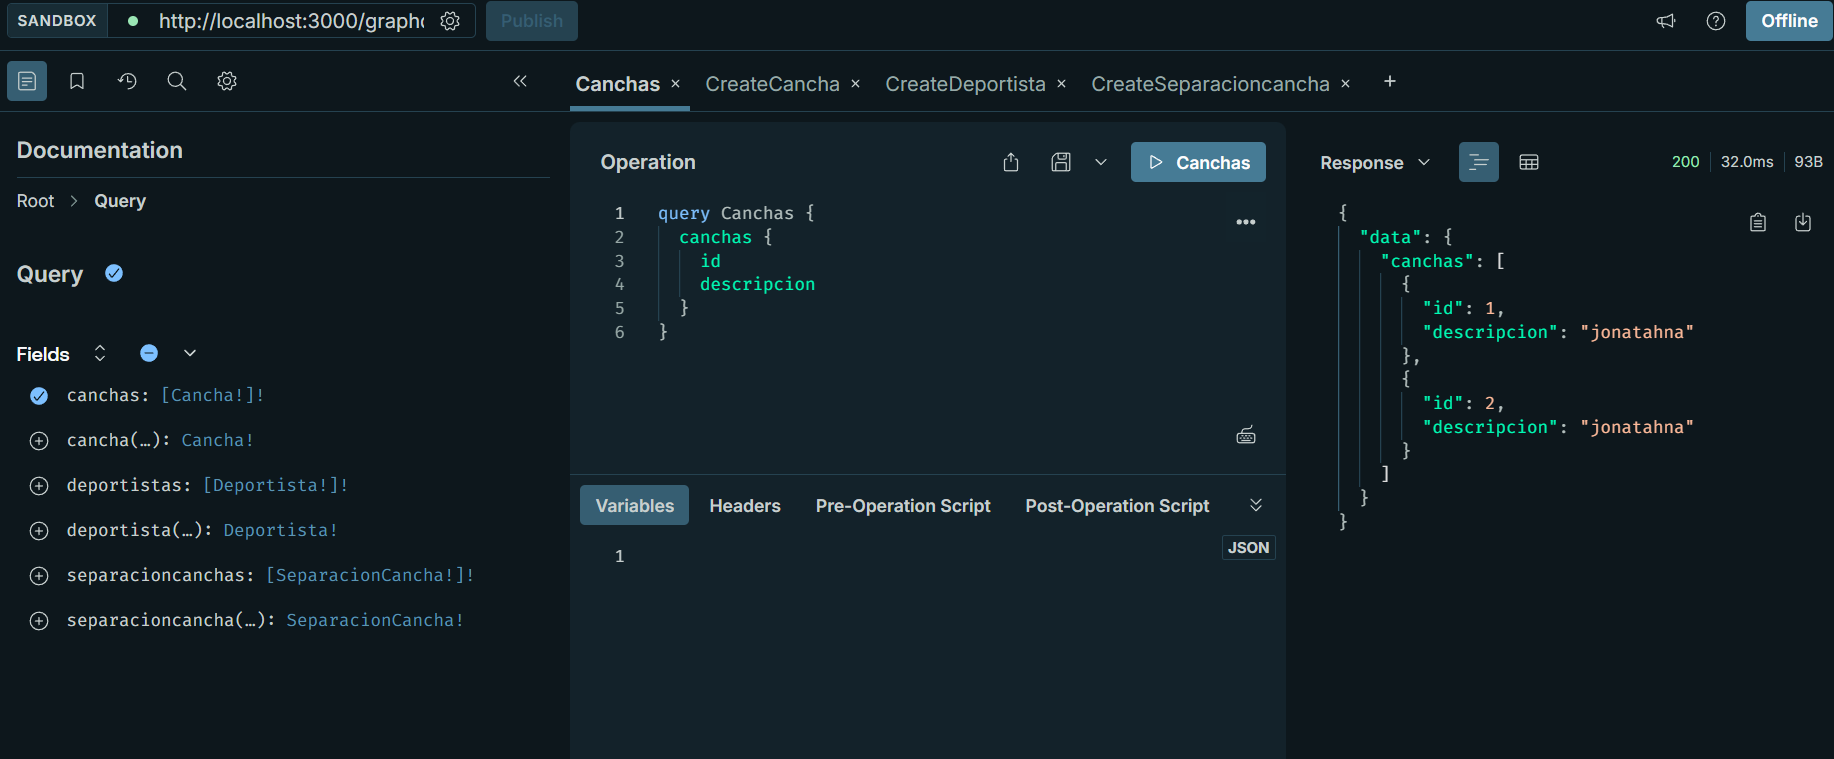 SANDBOX
http://localhost:3000/graphq
Publish
Offline
Canchas
CreateCancha
CreateDeportista
CreateSeparacioncancha
Documentation
Root > Query
Query
Fields
canchas: [Cancha!]!
cancha(…): Cancha!
deportistas: [Deportista!]!
deportista(…): Deportista!
separacioncanchas: [SeparacionCancha!]!
separacioncancha(…): SeparacionCancha!
Operation
Canchas
1 query Canchas {
2 canchas {
3 id
4 descripcion
5 }
6 }
Variables
Headers
Pre-Operation Script
Post-Operation Script
JSON
1
Response
200
32.0ms
93B
{
"data": {
"canchas": [
{
"id": 1,
"descripcion": "jonatahna"
},
{
"id": 2,
"descripcion": "jonatahna"
}
]
}
}